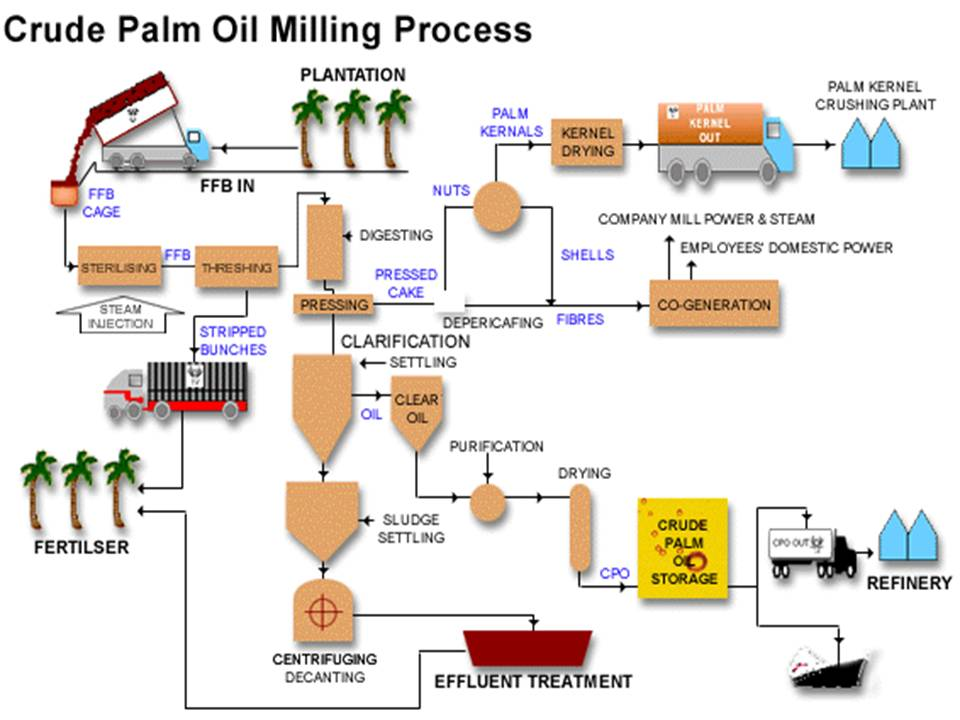 Crude Palm Oil Milling Process
PLANTATION
PALM KERNEL
CRUSHING PLANT
PALM
KERNALS
KERNEL
DRYING
PALM
KERNEL
OUT
FFB IN
FFB
CAGE
NUTS
COMPANY MILL POWER & STEAM
EMPLOYEES' DOMESTIC POWER
DIGESTING
SHELLS
STERILISING
FFB
THRESHING
PRESSED
CAKE
PRESSING
CO-GENERATION
STEAM
INJECTION
DEPERICAFING
FIBRES
STRIPPED
BUNCHES
CLARIFICATION
SETTLING
OIL
CLEAR
OIL
PURIFICATION
DRYING
SLUDGE
SETTLING
FERTILSER
CRUDE
PALM
OIL
STORAGE
CPO
CPO OUT
REFINERY
CENTRIFUGING
DECANTING
EFFLUENT TREATMENT